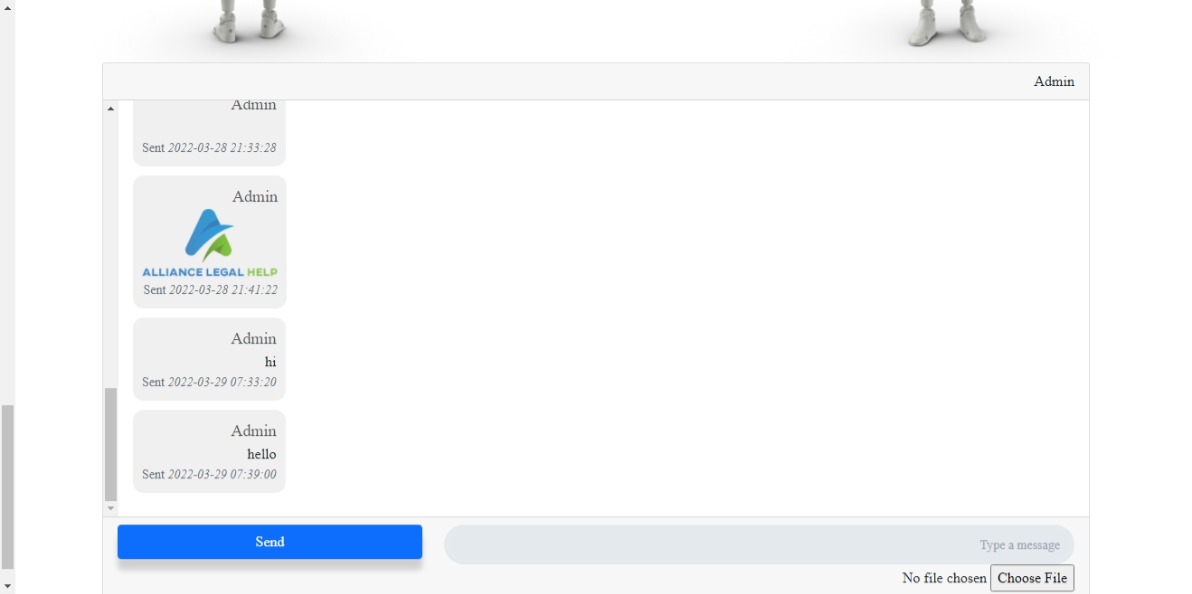 Admin
Admin
Sent 2022-03-28 21:33:28
Admin
ALLIANCE LEGAL HELP
Sent 2022-03-28 21:41:22
Admin
hi
Sent 2022-03-29 07:33:20
Admin
hello
Sent 2022-03-29 07:39:00
Send
Type a message
No file chosen Choose File